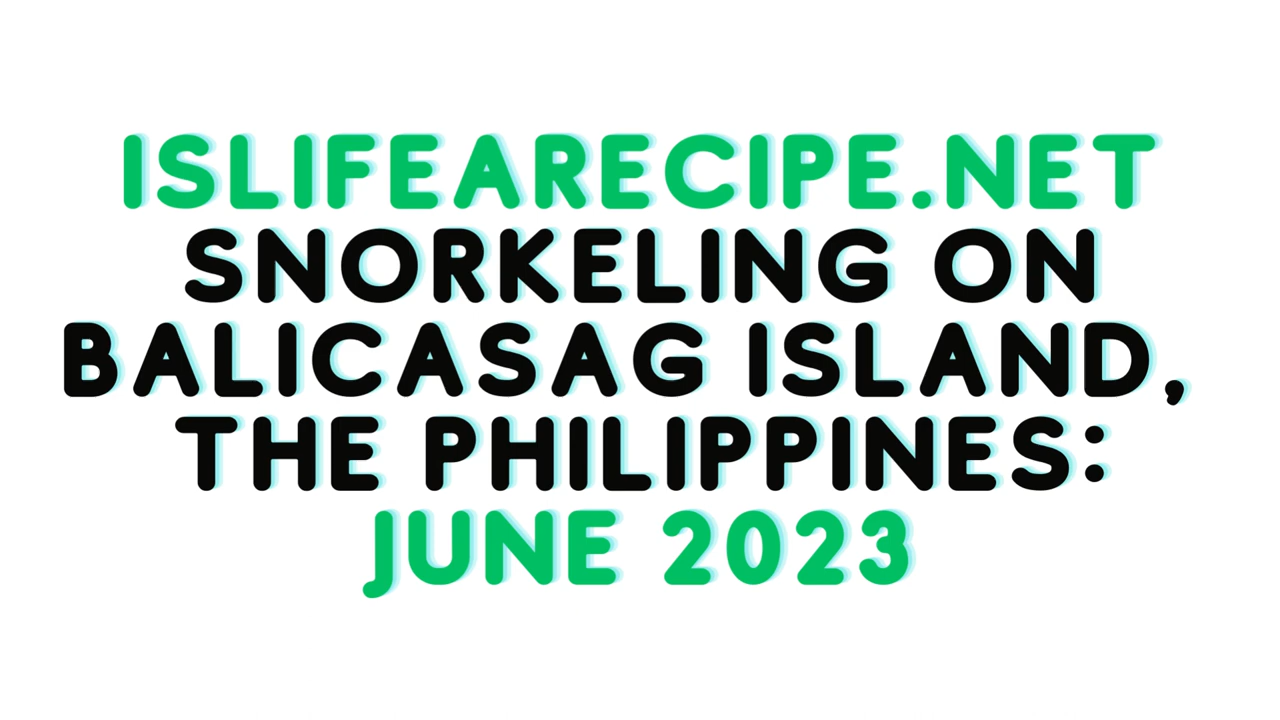 ISLIFEARECIPE.NET
SNORKELING ON
BALICASAG ISLAND,
THE PHILIPPINES:
JUNE 2023